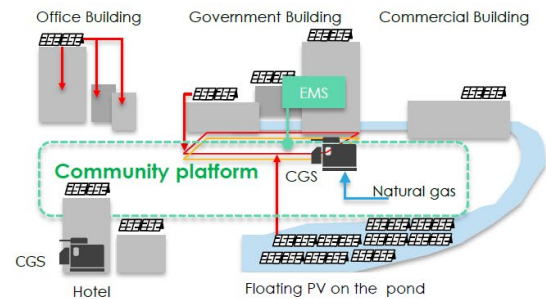 Office Building
Government Building
Commercial Building
EMS
Community platform
CGS
Natural gas
CGS
Hotel
Floating PV on the pond